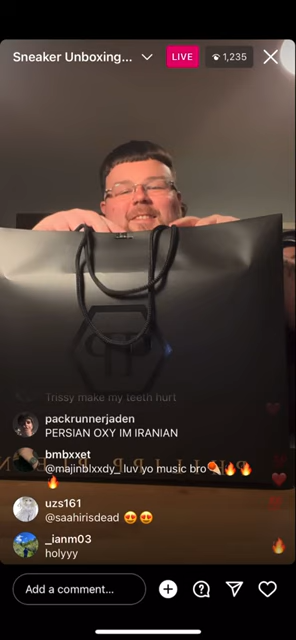 Sneaker Unboxing...
LIVE
1,235
Trissy make my teeth hurt
packrunnerjaden
PERSIAN OXY IM IRANIAN
bmbxxet
@majinblxxdy_ luv yo music bro☄️🔥🔥
🔥
uzs161
@saahirisdead 😍😍
_ianm03
holyyy
Add a comment...